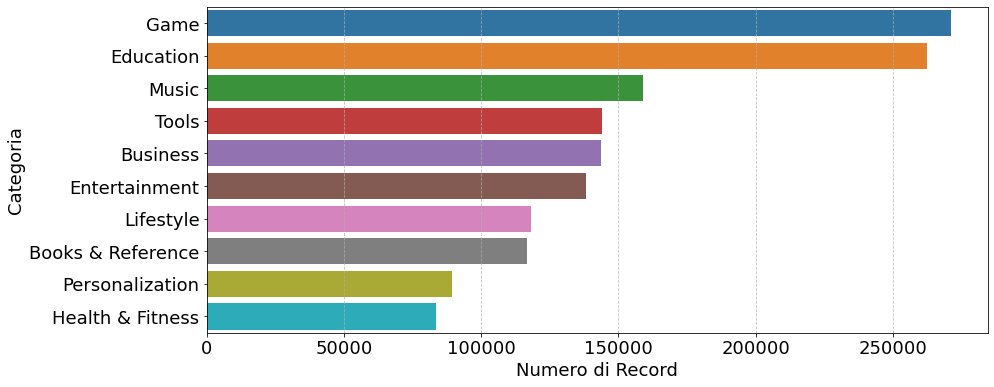 Categoria
Game
Education
Music
Tools
Business
Entertainment
Lifestyle
Books & Reference
Personalization
Health & Fitness
0 50000 100000 150000 200000 250000
Numero di Record